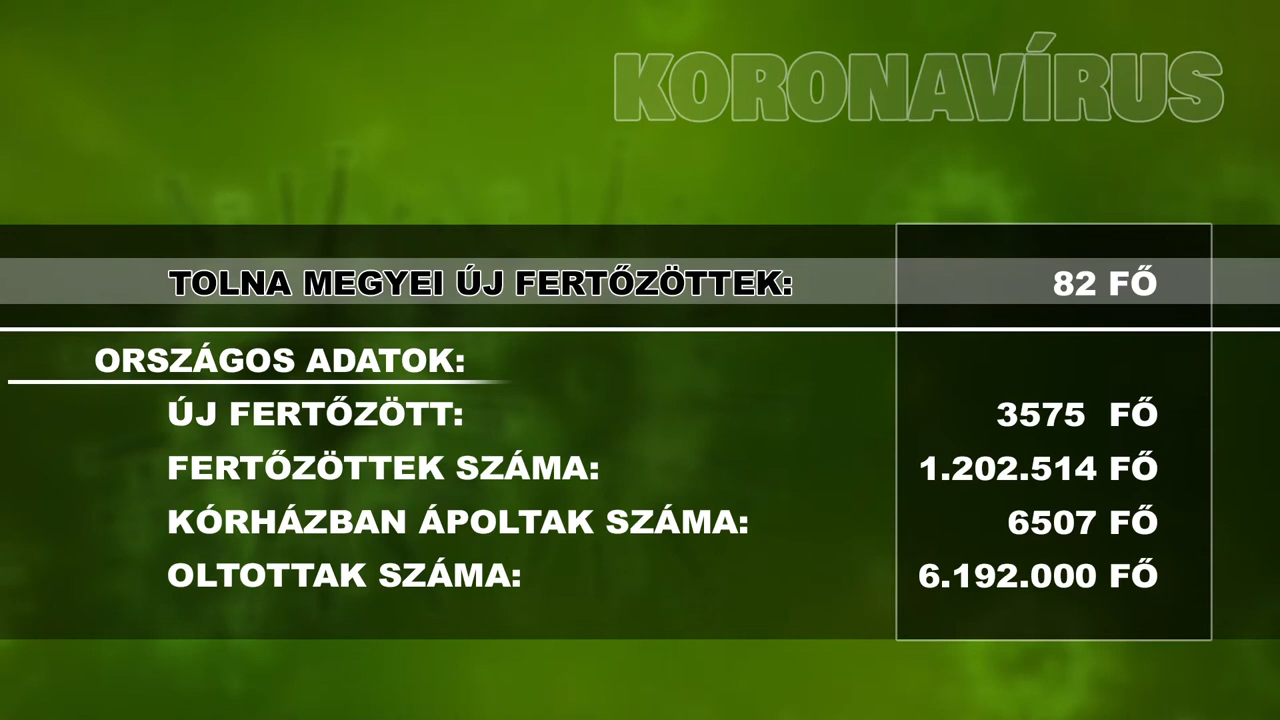 KORONAVÍRUS
TOLNA MEGYEI ÚJ FERTŐZÖTTEK: 82 FŐ
ORSZÁGOS ADATOK:
ÚJ FERTŐZÖTT: 3575 FŐ
FERTŐZÖTTEK SZÁMA: 1.202.514 FŐ
KÓRHÁZBAN ÁPOLTAK SZÁMA: 6507 FŐ
OLTOTTAK SZÁMA: 6.192.000 FŐ